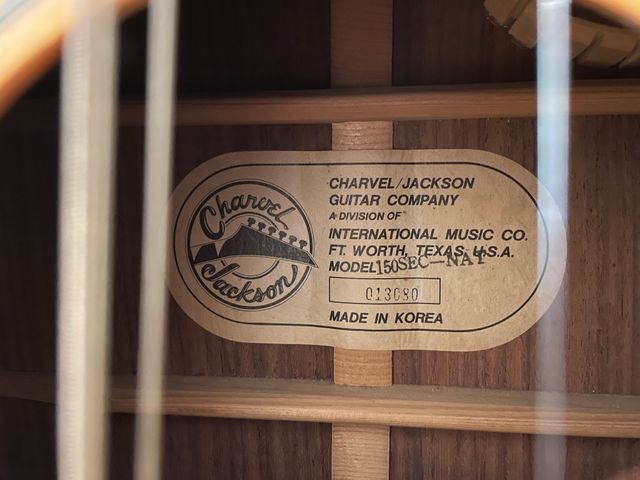 Charvel
Jackson
CHARVEL/JACKSON
GUITAR COMPANY
A DIVISION OF
INTERNATIONAL MUSIC CO.
FT. WORTH, TEXAS, U.S.A.
MODEL 150SEC-NAT
013080
MADE IN KOREA